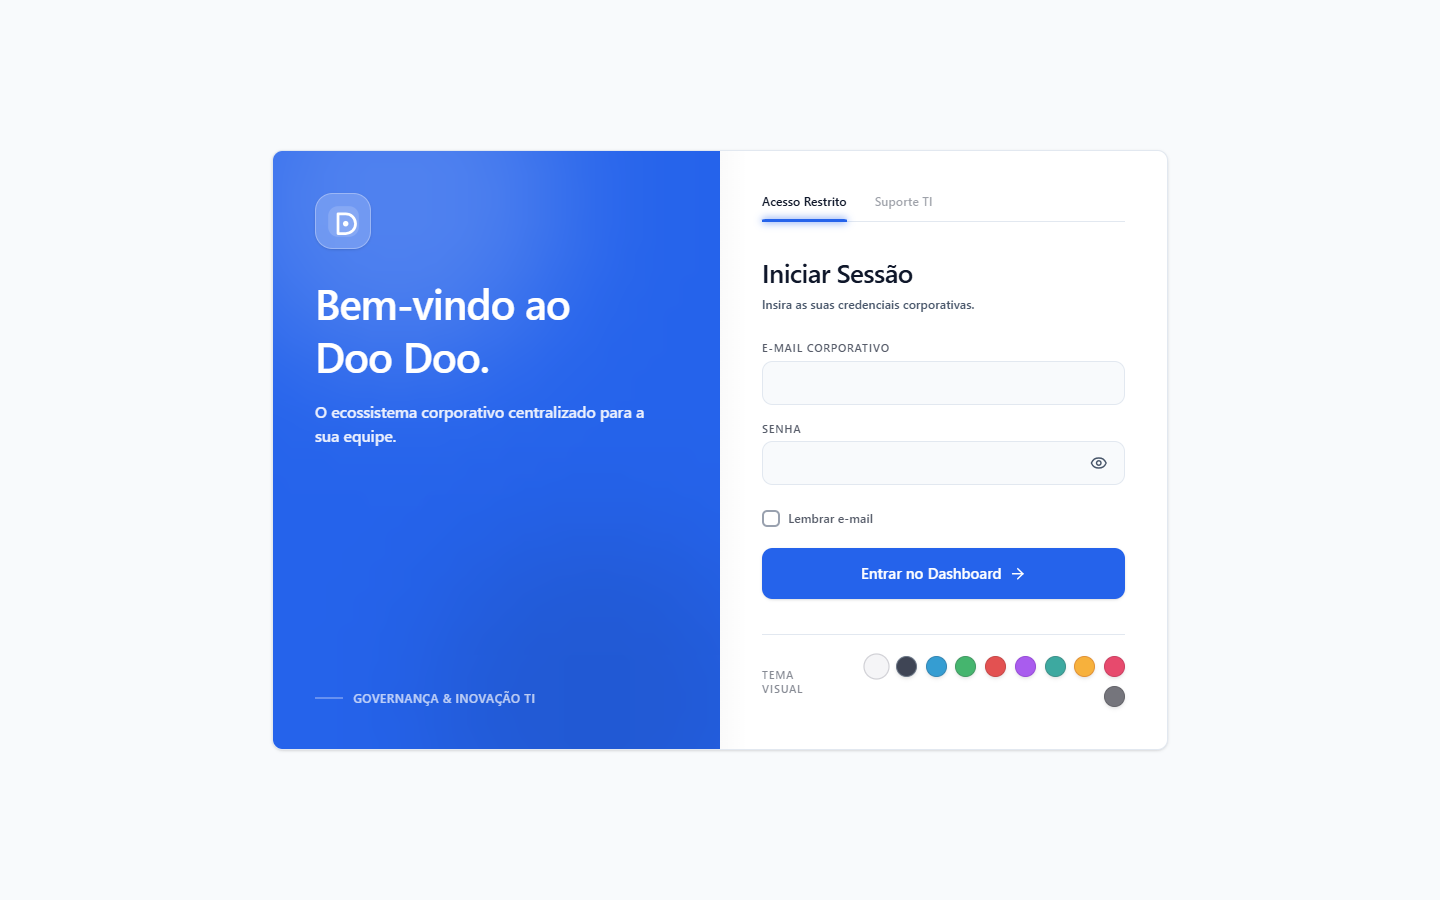 D
Bem-vindo ao
Doo Doo.
O ecossistema corporativo centralizado para a
sua equipe.
GOVERNANÇA & INOVAÇÃO TI
Acesso Restrito
Suporte TI
Iniciar Sessão
Insira as suas credenciais corporativas.
E-MAIL CORPORATIVO
SENHA
Lembrar e-mail
Entrar no Dashboard
TEMA
VISUAL